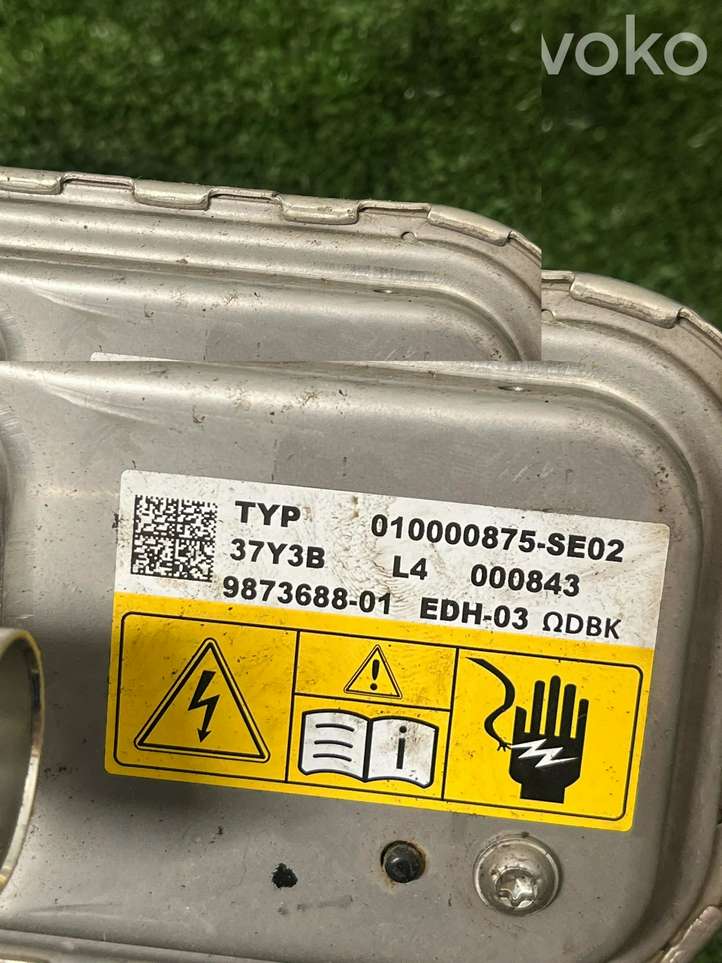 voko
TYP 010000875-SE02
37Y3B L4 000843
9873688-01 EDH-03 ΩDBK
i